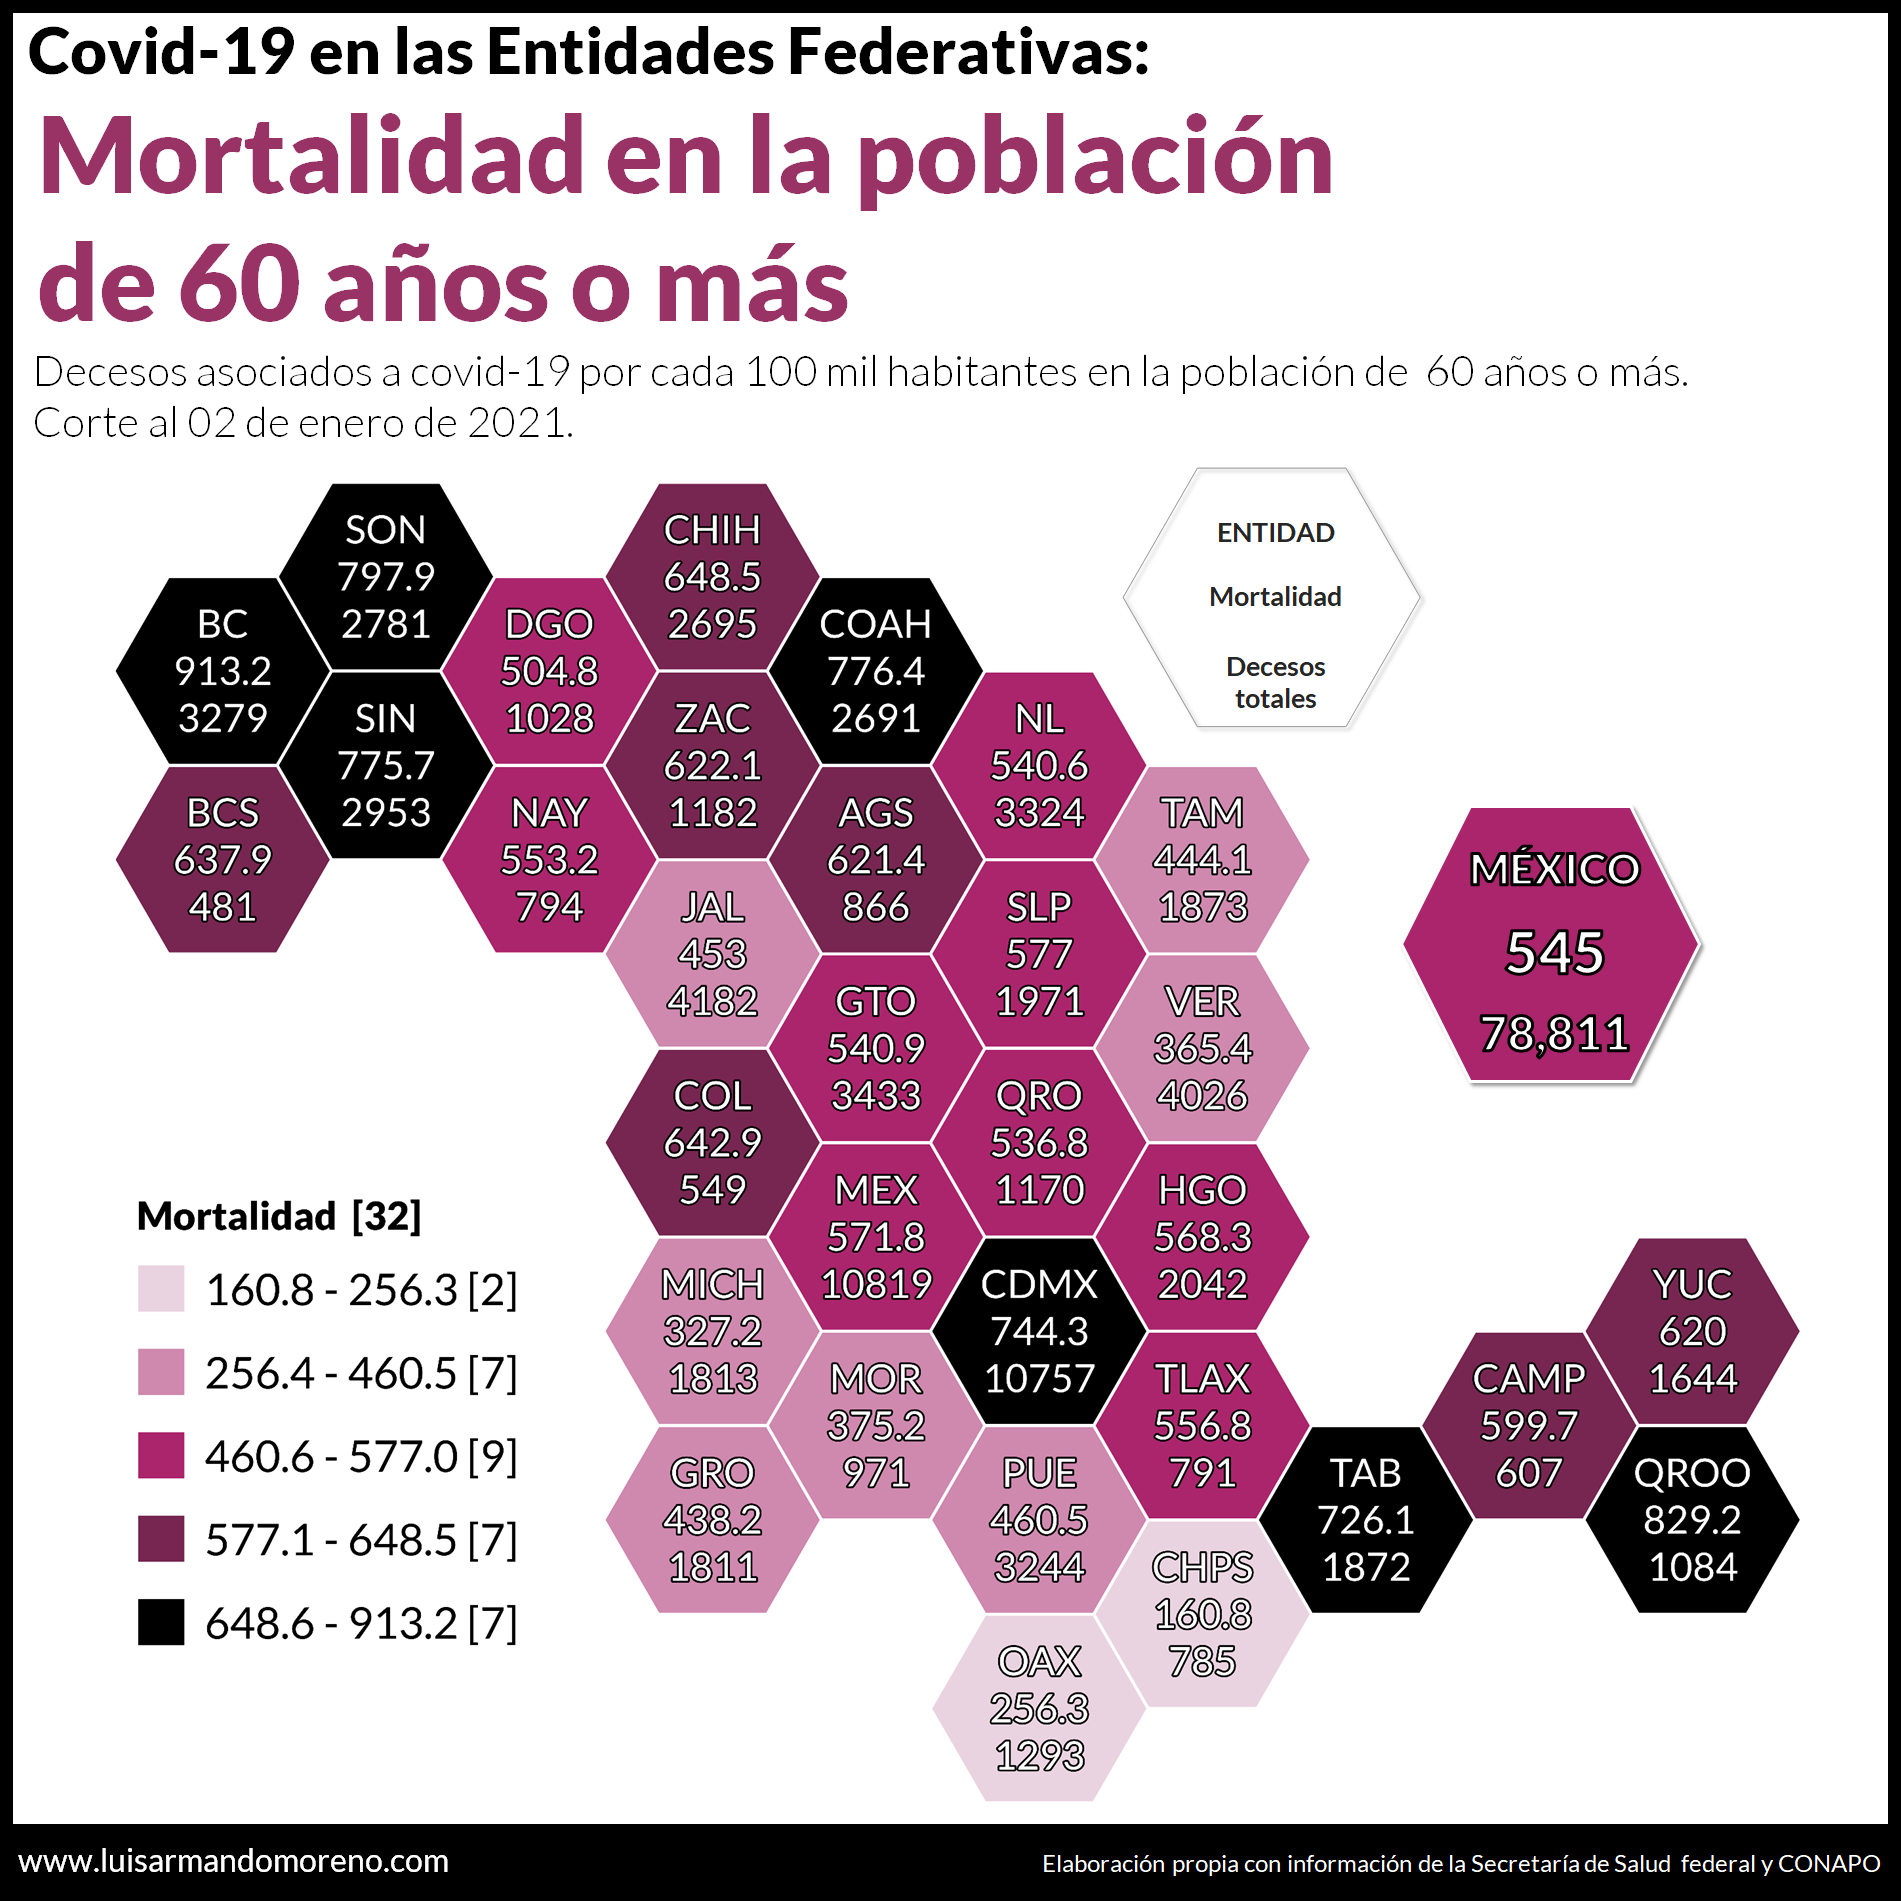 Covid-19 en las Entidades Federativas:
Mortalidad en la población
de 60 años o más
Decesos asociados a covid-19 por cada 100 mil habitantes en la población de 60 años o más.
Corte al 02 de enero de 2021.
ENTIDAD
Mortalidad
Decesos
totales
SON
797.9
2781
CHIH
648.5
2695
BC
913.2
3279
DGO
504.8
1028
COAH
776.4
2691
SIN
775.7
2953
ZAC
622.1
1182
NL
540.6
3324
BCS
637.9
481
NAY
553.2
794
AGS
621.4
866
TAM
444.1
1873
MÉXICO
545
78,811
JAL
453
4182
SLP
577
1971
GTO
540.9
3433
VER
365.4
4026
COL
642.9
549
QRO
536.8
1170
MEX
571.8
10819
HGO
568.3
2042
MICH
327.2
1813
CDMX
744.3
10757
YUC
620
1644
MOR
375.2
971
TLAX
556.8
791
CAMP
599.7
607
GRO
438.2
1811
PUE
460.5
3244
TAB
726.1
1872
QROO
829.2
1084
CHPS
160.8
785
OAX
256.3
1293
Mortalidad [32]
160.8 - 256.3 [2]
256.4 - 460.5 [7]
460.6 - 577.0 [9]
577.1 - 648.5 [7]
648.6 - 913.2 [7]
www.luisarmandomoreno.com
Elaboración propia con información de la Secretaría de Salud federal y CONAPO